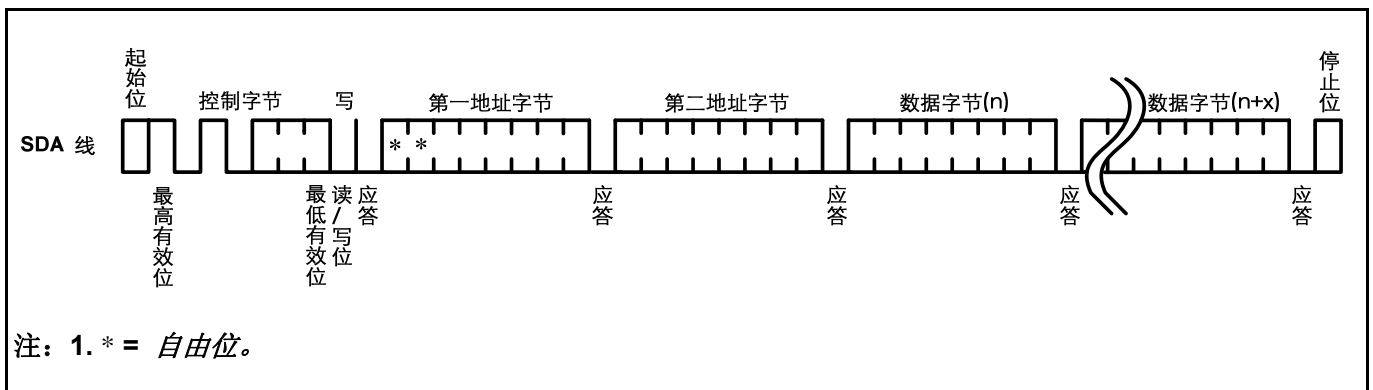 起始位
控制字节
写
第一地址字节
第二地址字节
数据字节(n)
数据字节(n+x)
停止位
SDA 线
* *
最高有效位
最低有效位
读/写位
应答
应答
应答
应答
应答
注：1. * = 自由位。